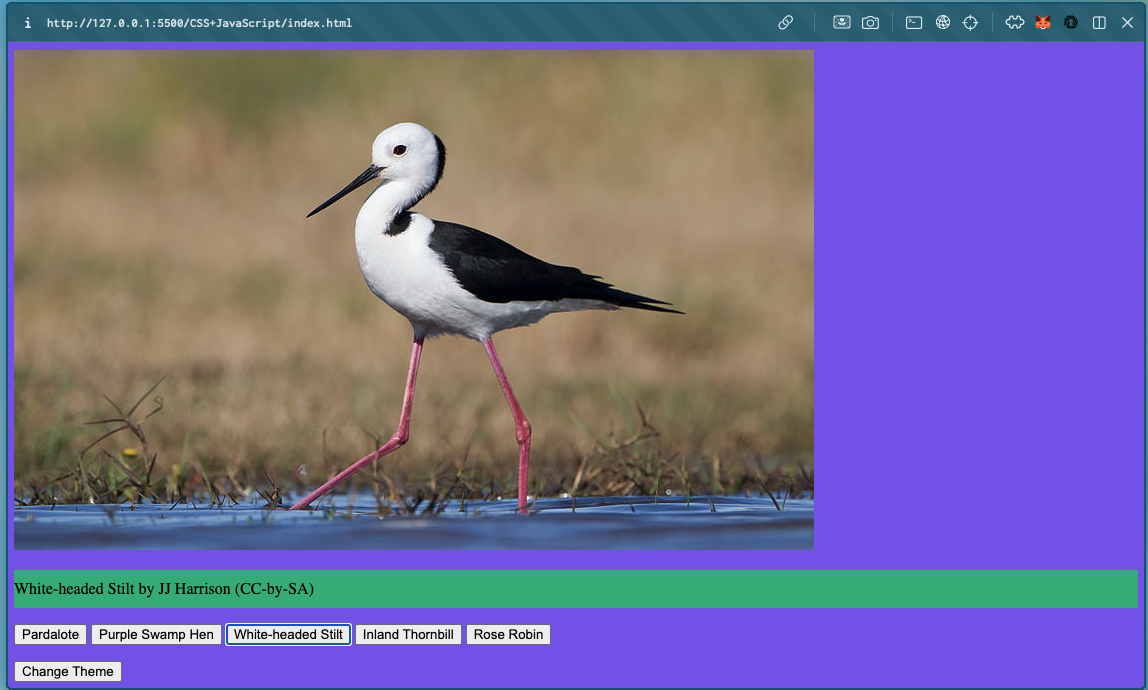 http://127.0.0.1:5500/CSS+JavaScript/index.html
White-headed Stilt by JJ Harrison (CC-by-SA)
Pardalote Purple Swamp Hen White-headed Stilt Inland Thornbill Rose Robin
Change Theme